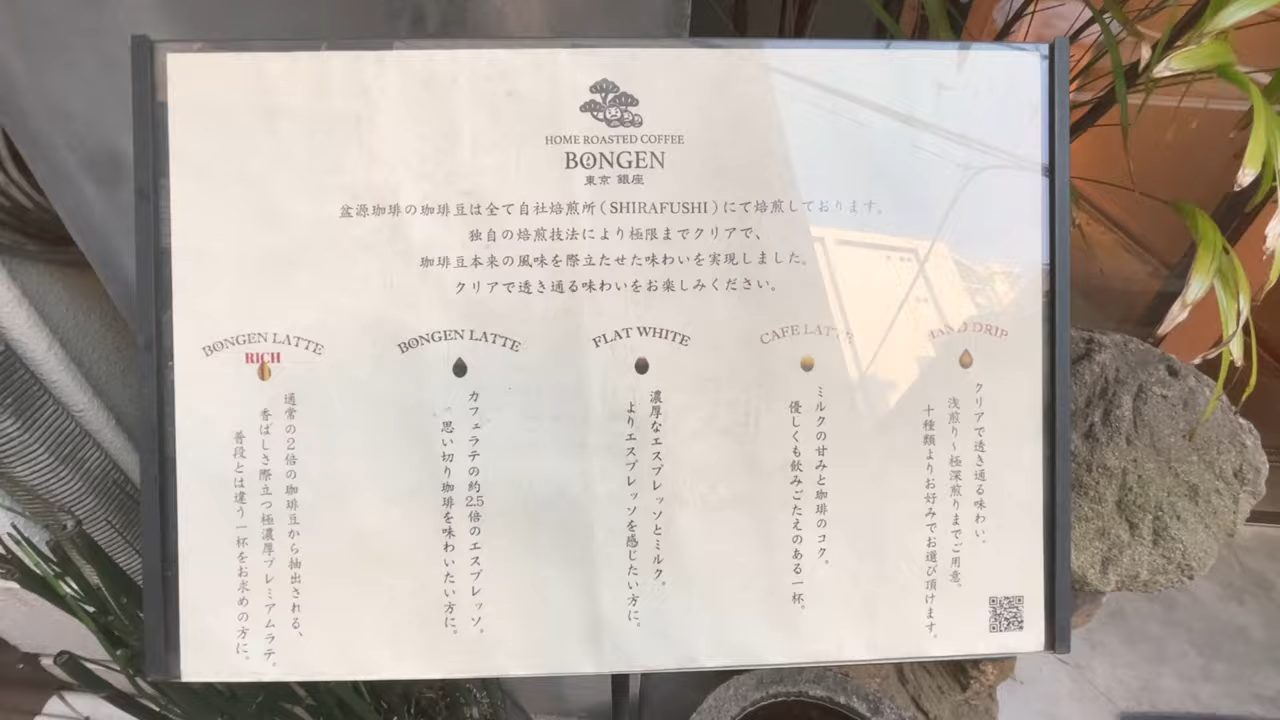 HOME ROASTED COFFEE
BONGEN
東京 銀座
盆源珈琲の珈琲豆は全て自社焙煎所(SHIRAFUSHI)にて焙煎しております。
独自の焙煎技法により極限までクリアで、
珈琲豆本来の風味を際立たせた味わいを実現しました。
クリアで透き通る味わいをお楽しみください。
HAND DRIP
クリアで透き通る味わい。
浅煎り~極深煎りまでご用意。
十種類よりお好みでお選び頂けます。
CAFE LATTE
ミルクの甘みと珈琲のコク。
優しくも飲みごたえのある一杯。
FLAT WHITE
濃厚なエスプレッソとミルク。
よりエスプレッソを感じたい方に。
BONGEN LATTE
カフェラテの約2.5倍のエスプレッソ。
思い切り珈琲を味わいたい方に。
BONGEN LATTE
RICH
通常の2倍の珈琲豆から抽出される、
香ばしさ際立つ極濃厚プレミアムラテ。
普段とは違う一杯をお求めの方に。